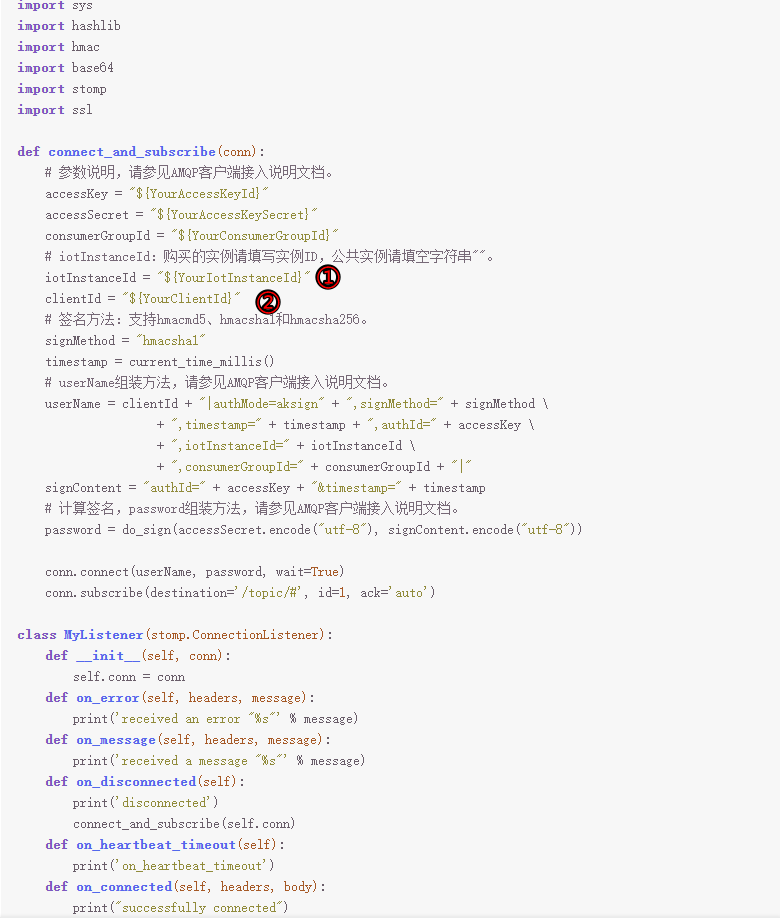 import sys
import hashlib
import hmac
import base64
import stomp
import ssl
def connect_and_subscribe(conn):
# 参数说明，请参见AMQP客户端接入说明文档。
accessKey = "${YourAccessKeyId}"
accessSecret = "${YourAccessKeySecret}"
consumerGroupId = "${YourConsumerGroupId}"
# iotInstanceId：购买的实例请填写实例ID，公共实例请填空字符串""。
iotInstanceId = "${YourIotInstanceId}" ①
clientId = "${YourClientId}" ②
# 签名方法：支持hmacmd5、hmacsha1和hmacsha256。
signMethod = "hmacsha1"
timestamp = current_time_millis()
# userName组装方法，请参见AMQP客户端接入说明文档。
userName = clientId + "|authMode=aksign" + ",signMethod=" + signMethod \
+ ",timestamp=" + timestamp + ",authId=" + accessKey \
+ ",iotInstanceId=" + iotInstanceId \
+ ",consumerGroupId=" + consumerGroupId + "|"
signContent = "authId=" + accessKey + "&timestamp=" + timestamp
# 计算签名，password组装方法，请参见AMQP客户端接入说明文档。
password = do_sign(accessSecret.encode("utf-8"), signContent.encode("utf-8"))
conn.connect(userName, password, wait=True)
conn.subscribe(destination='/topic/#', id=1, ack='auto')
class MyListener(stomp.ConnectionListener):
def __init__(self, conn):
self.conn = conn
def on_error(self, headers, message):
print('received an error "%s"' % message)
def on_message(self, headers, message):
print('received a message "%s"' % message)
def on_disconnected(self):
print('disconnected')
connect_and_subscribe(self.conn)
def on_heartbeat_timeout(self):
print('on_heartbeat_timeout')
def on_connected(self, headers, body):
print("successfully connected")